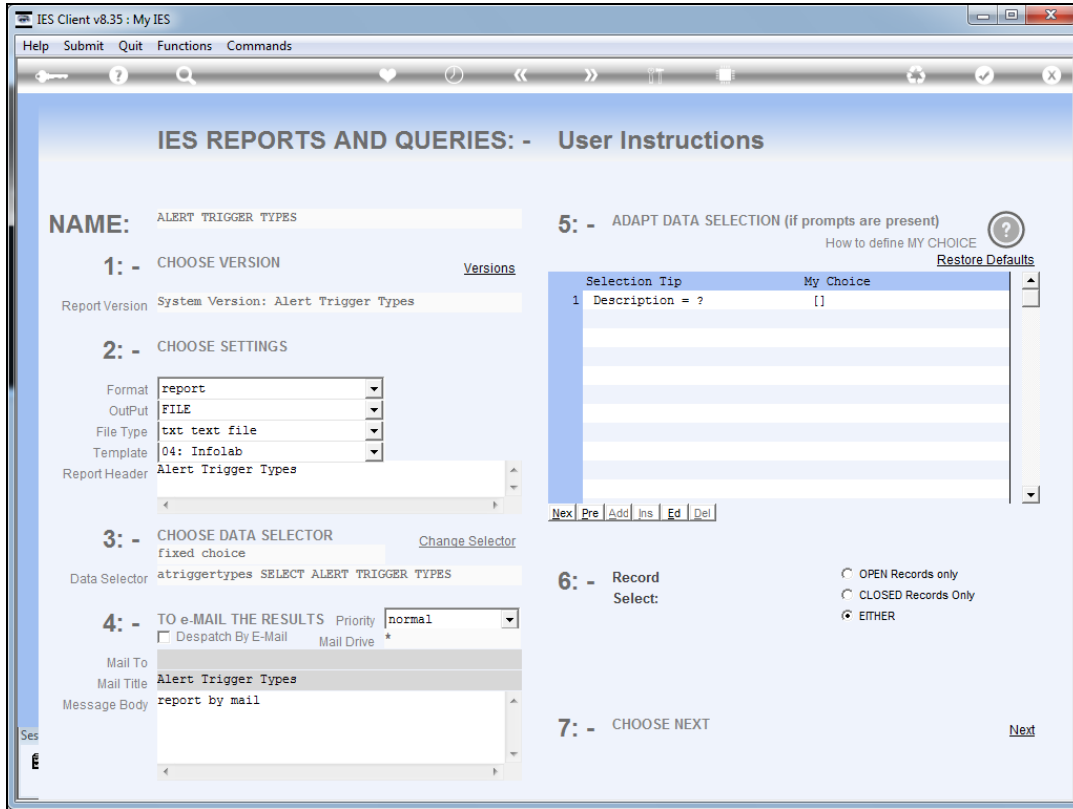 IES Client v8.35 : My IES
Help Submit Quit Functions Commands
IES REPORTS AND QUERIES: - User Instructions
NAME: ALERT TRIGGER TYPES
1: - CHOOSE VERSION
Versions
Report Version System Version: Alert Trigger Types
2: - CHOOSE SETTINGS
Format report
OutPut FILE
File Type txt text file
Template 04: Infolab
Report Header Alert Trigger Types
3: - CHOOSE DATA SELECTOR
fixed choice
Change Selector
Data Selector atriggertypes SELECT ALERT TRIGGER TYPES
4: - TO e-MAIL THE RESULTS Priority normal
Despatch By E-Mail Mail Drive *
Mail To
Mail Title Alert Trigger Types
Message Body report by mail
5: - ADAPT DATA SELECTION (if prompts are present)
How to define MY CHOICE ?
Restore Defaults
Selection Tip My Choice
1 Description = ? []
Nex Pre Add Ins Ed Del
6: - Record
Select:
OPEN Records only
CLOSED Records Only
EITHER
7: - CHOOSE NEXT
Next
Ses